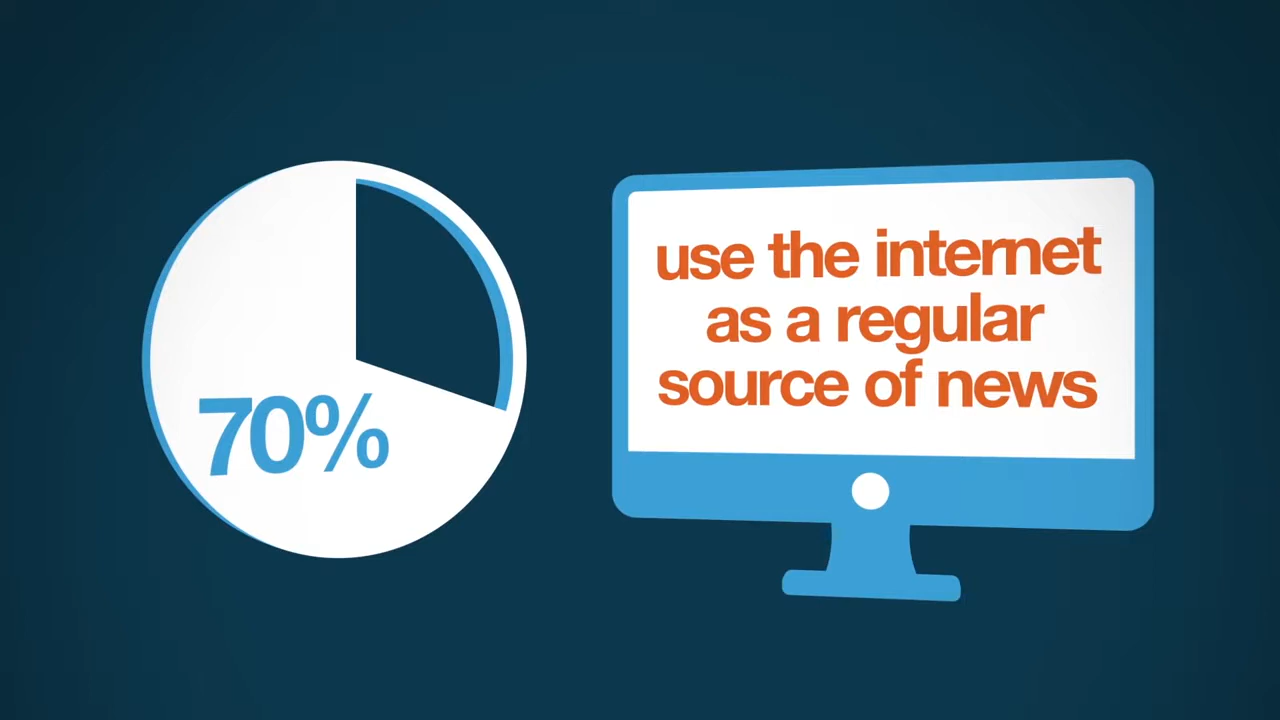 70%
use the internet
as a regular
source of news